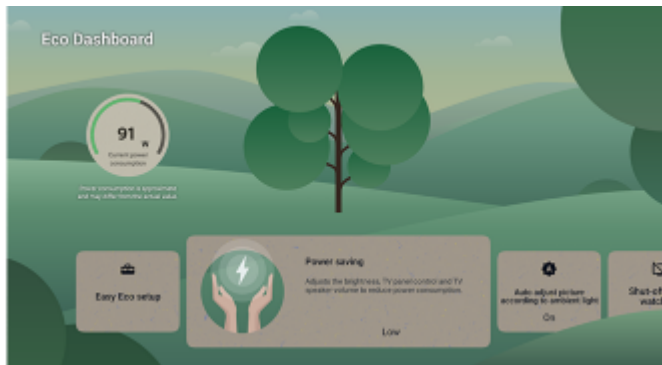 Eco Dashboard
91 W
Current power
consumption
Power consumption is approximated
and may differ from the actual value.
Easy Eco setup
Power saving
Adjusts the brightness, TV panel control and TV
speaker volume to reduce power consumption.
Low
Auto adjust picture
according to ambient light
On